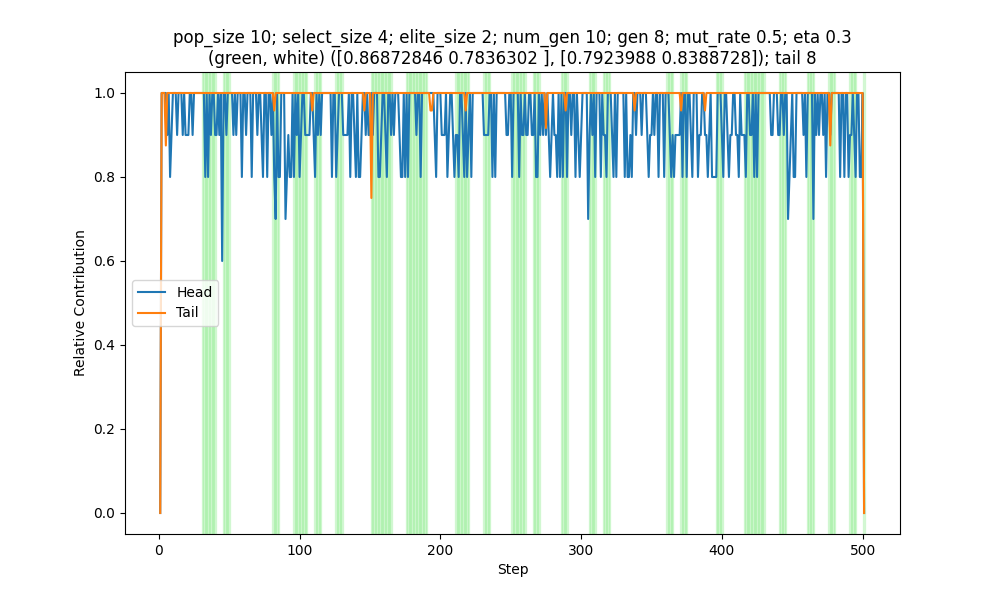 pop_size 10; select_size 4; elite_size 2; num_gen 10; gen 8; mut_rate 0.5; eta 0.3
(green, white) ([0.86872846 0.7836302 ], [0.7923988 0.8388728]); tail 8
1.0
0.8
0.6
0.4
0.2
0.0
Relative Contribution
Head
Tail
0 100 200 300 400 500
Step